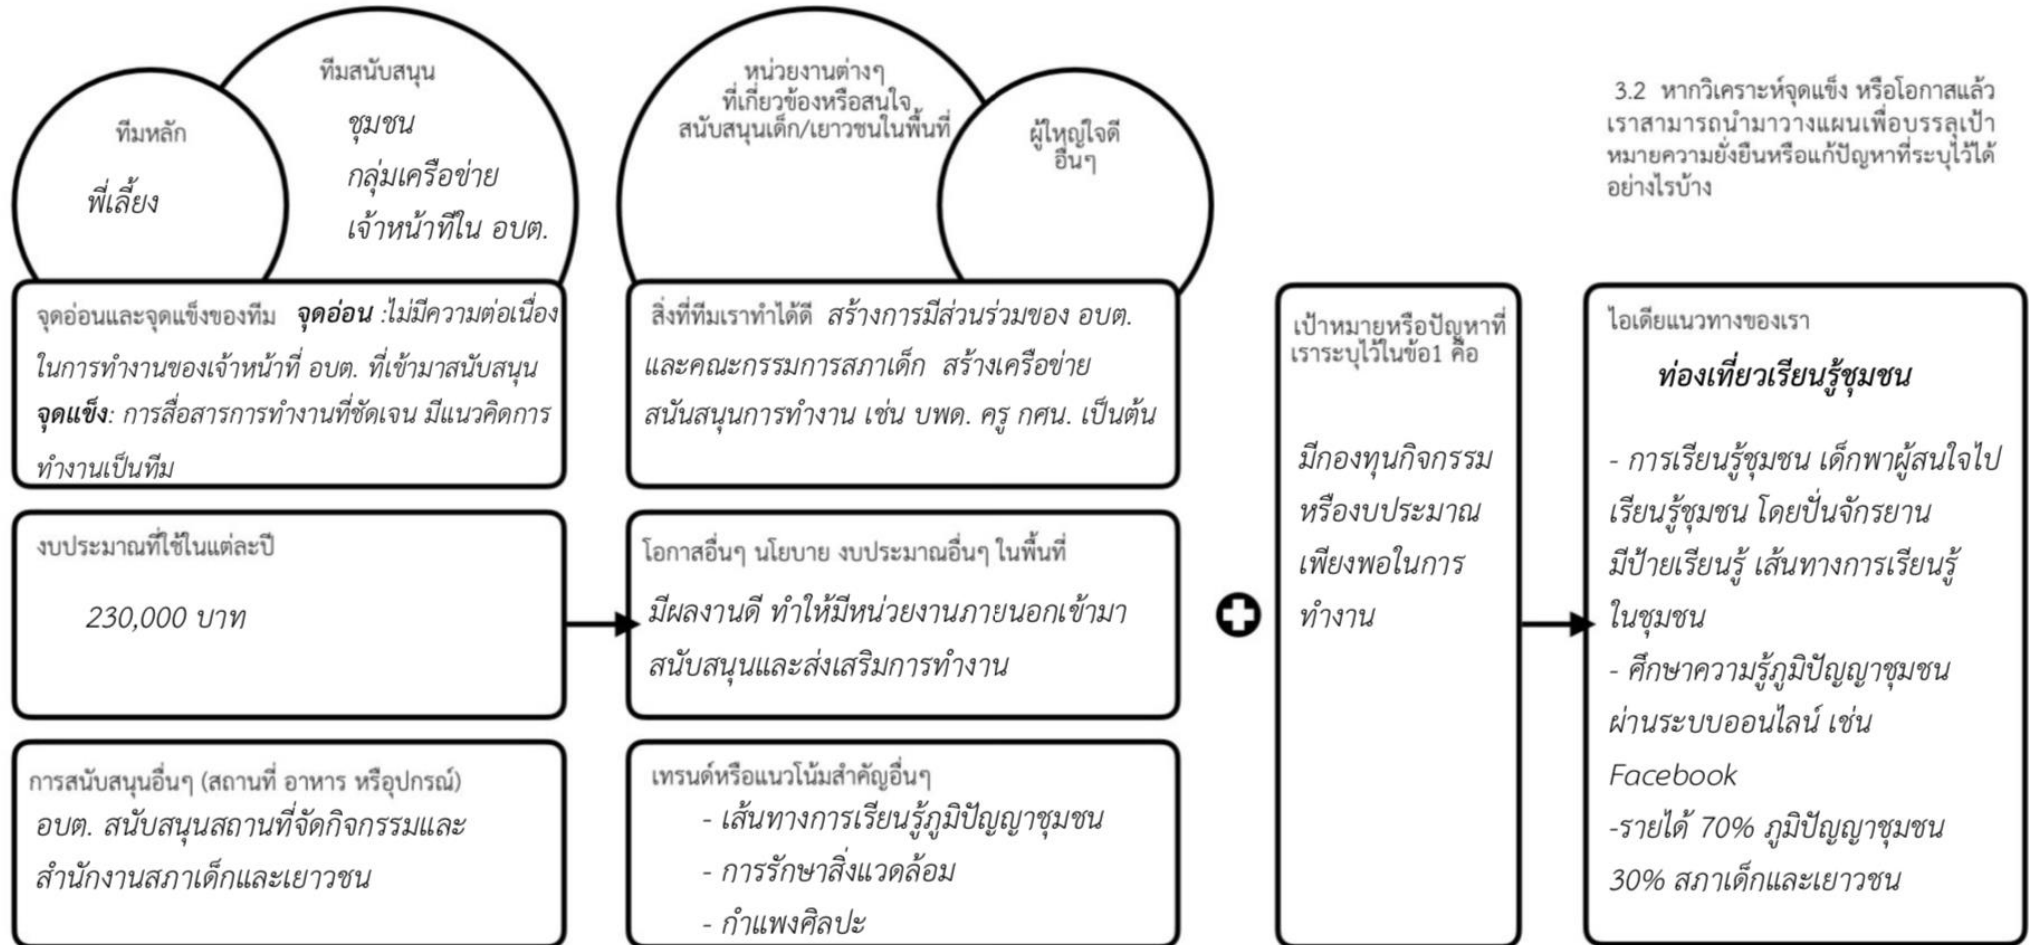 ทีมหลัก
พี่เลี้ยง
ทีมสนับสนุน
ชุมชน
กลุ่มเครือข่าย
เจ้าหน้าที่ใน อบต.
หน่วยงานต่างๆ
ที่เกี่ยวข้องหรือสนใจ
สนับสนุนเด็ก/เยาวชนในพื้นที่
ผู้ใหญ่ใจดี
อื่นๆ
3.2 หากวิเคราะห์จุดแข็ง หรือโอกาสแล้ว
เราสามารถนำมาวางแผนเพื่อบรรลุเป้า
หมายความยั่งยืนหรือแก้ปัญหาที่ระบุไว้ได้
อย่างไรบ้าง
จุดอ่อนและจุดแข็งของทีม จุดอ่อน :ไม่มีความต่อเนื่อง
ในการทำงานของเจ้าหน้าที่ อบต. ที่เข้ามาสนับสนุน
จุดแข็ง: การสื่อสารการทำงานที่ชัดเจน มีแนวคิดการ
ทำงานเป็นทีม
สิ่งที่ทีมเราทำได้ดี สร้างการมีส่วนร่วมของ อบต.
และคณะกรรมการสภาเด็ก สร้างเครือข่าย
สนันสนุนการทำงาน เช่น บพด. ครู กศน. เป็นต้น
งบประมาณที่ใช้ในแต่ละปี
230,000 บาท
โอกาสอื่นๆ นโยบาย งบประมาณอื่นๆ ในพื้นที่
มีผลงานดี ทำให้มีหน่วยงานภายนอกเข้ามา
สนับสนุนและส่งเสริมการทำงาน
การสนับสนุนอื่นๆ (สถานที่ อาหาร หรือุปกรณ์)
อบต. สนับสนุนสถานที่จัดกิจกรรมและ
สำนักงานสภาเด็กและเยาวชน
เทรนด์หรือแนวโน้มสำคัญอื่นๆ
- เส้นทางการเรียนรู้ภูมิปัญญาชุมชน
- การรักษาสิ่งแวดล้อม
- กำแพงศิลปะ
เป้าหมายหรือปัญหาที่
เราระบุไว้ในข้อ1 คือ
มีกองทุนกิจกรรม
หรืองบประมาณ
เพียงพอในการ
ทำงาน
ไอเดียแนวทางของเรา
ท่องเที่ยวเรียนรู้ชุมชน
- การเรียนรู้ชุมชน เด็กพาผู้สนใจไป
เรียนรู้ชุมชน โดยปั่นจักรยาน
มีป้ายเรียนรู้ เส้นทางการเรียนรู้
ในชุมชน
- ศึกษาความรู้ภูมิปัญญาชุมชน
ผ่านระบบออนไลน์ เช่น
Facebook
-รายได้ 70% ภูมิปัญญาชุมชน
30% สภาเด็กและเยาวชน